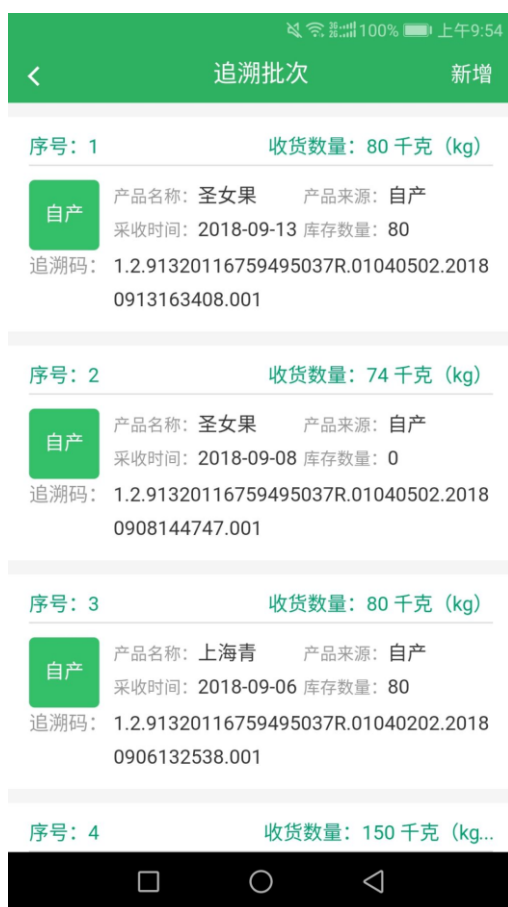 100% 上午9:54
追溯批次 新增
序号：1 收货数量：80 千克（kg）
自产
产品名称：圣女果 产品来源：自产
采收时间：2018-09-13 库存数量：80
追溯码：1.2.91320116759495037R.01040502.2018
0913163408.001
序号：2 收货数量：74 千克（kg）
自产
产品名称：圣女果 产品来源：自产
采收时间：2018-09-08 库存数量：0
追溯码：1.2.91320116759495037R.01040502.2018
0908144747.001
序号：3 收货数量：80 千克（kg）
自产
产品名称：上海青 产品来源：自产
采收时间：2018-09-06 库存数量：80
追溯码：1.2.91320116759495037R.01040202.2018
0906132538.001
序号：4 收货数量：150 千克（kg...